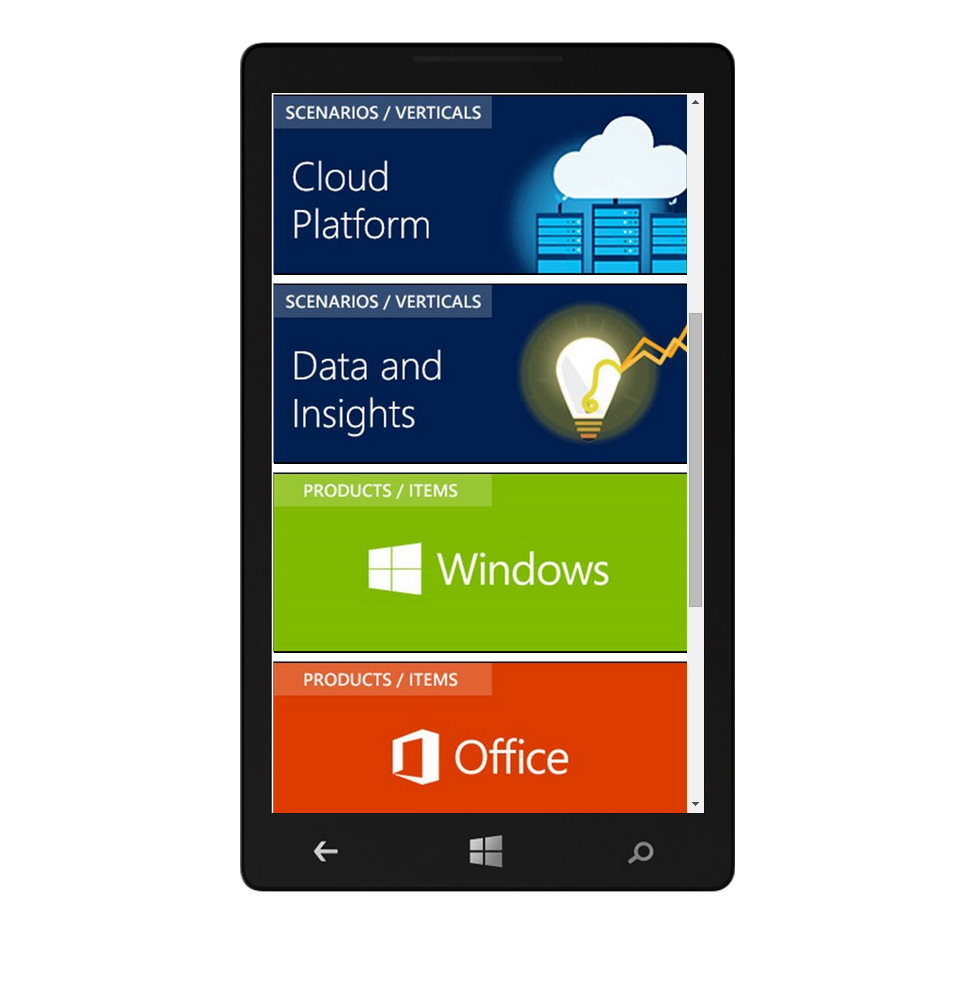 SCENARIOS / VERTICALS
Cloud
Platform
SCENARIOS / VERTICALS
Data and
Insights
PRODUCTS / ITEMS
Windows
PRODUCTS / ITEMS
Office